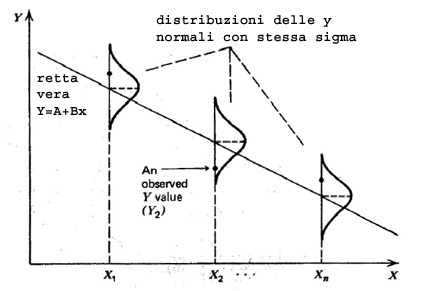 Y
distribuzioni delle y
normali con stessa sigma
retta
vera
Y=A+Bx
An
observed
Y value
(Y₂)
X₁
X₂ ...
Xₙ
X